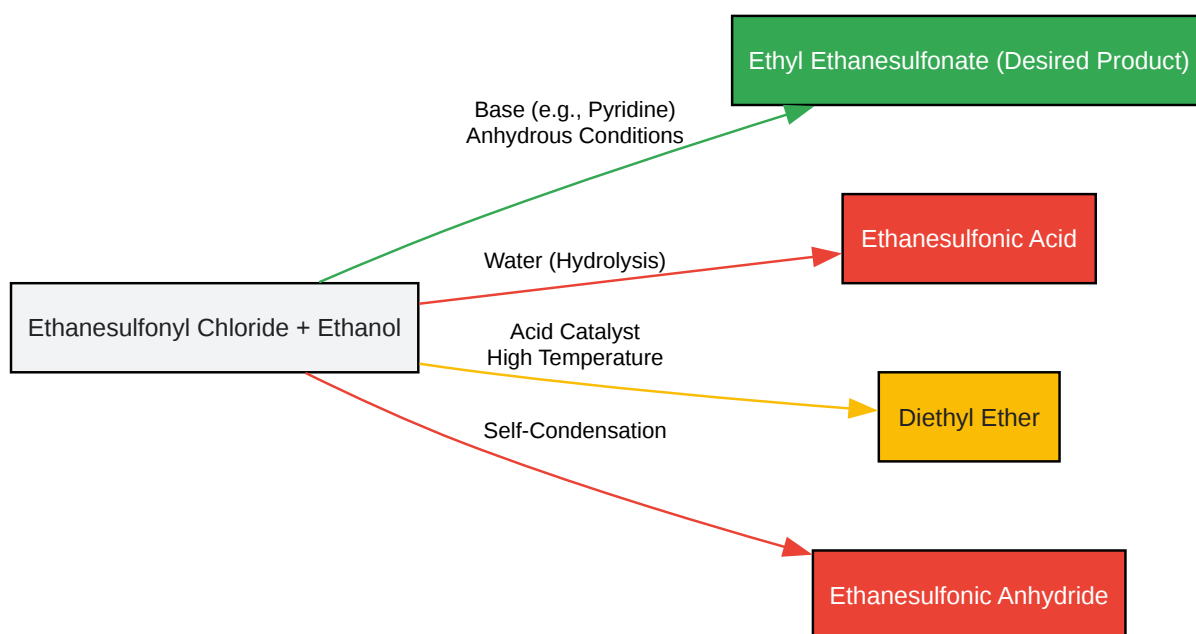 Ethyl Ethanesulfonate (Desired Product)
Base (e.g., Pyridine)
Anhydrous Conditions
Ethanesulfonic Acid
Water (Hydrolysis)
Ethanesulfonyl Chloride + Ethanol
Acid Catalyst
High Temperature
Diethyl Ether
Self-Condensation
Ethanesulfonic Anhydride